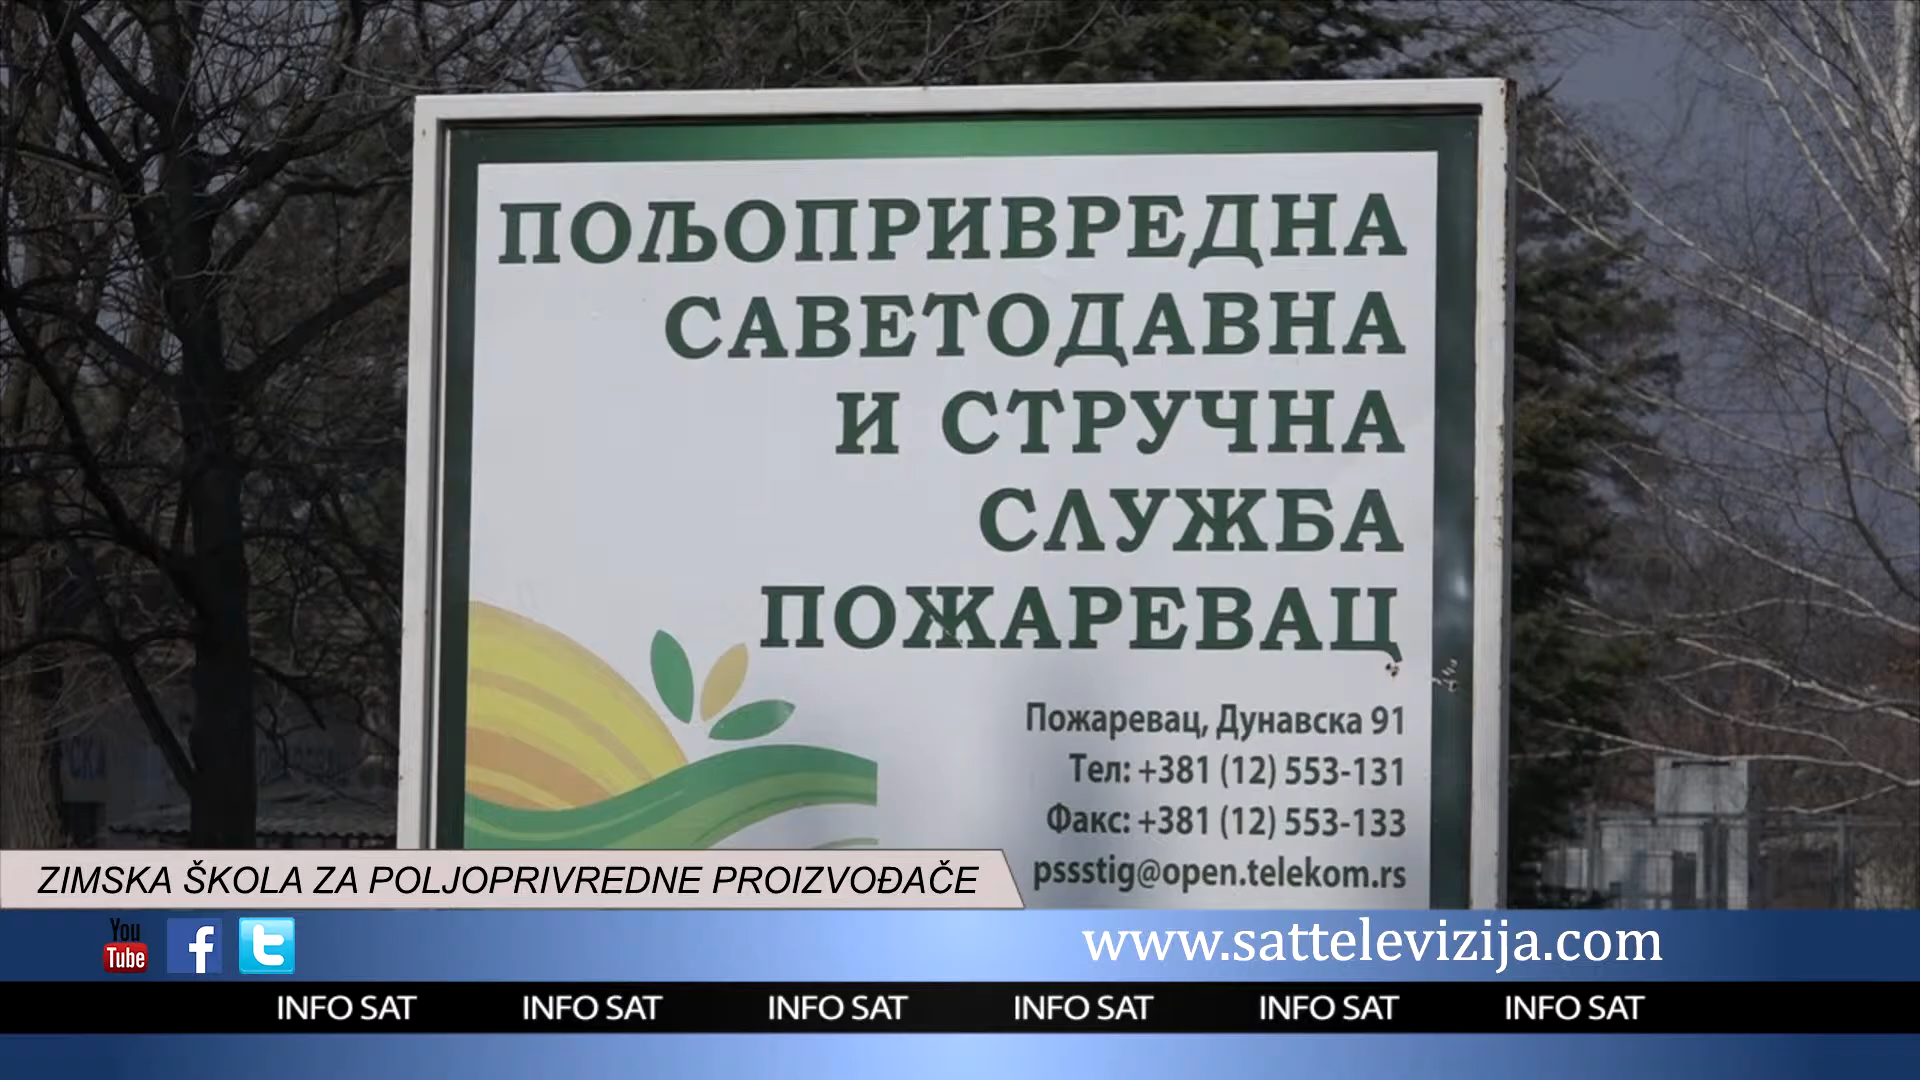 ПОЉОПРИВРЕДНА
САВЕТОДАВНА
И СТРУЧНА
СЛУЖБА
ПОЖАРЕВАЦ
Пожаревац, Дунавска 91
Тел: +381 (12) 553-131
Факс: +381 (12) 553-133
pssstig@open.telekom.rs
ZIMSKA ŠKOLA ZA POLJOPRIVREDNE PROIZVOĐAČE
You Tube
www.sattelevizija.com
INFO SAT INFO SAT INFO SAT INFO SAT INFO SAT INFO SAT